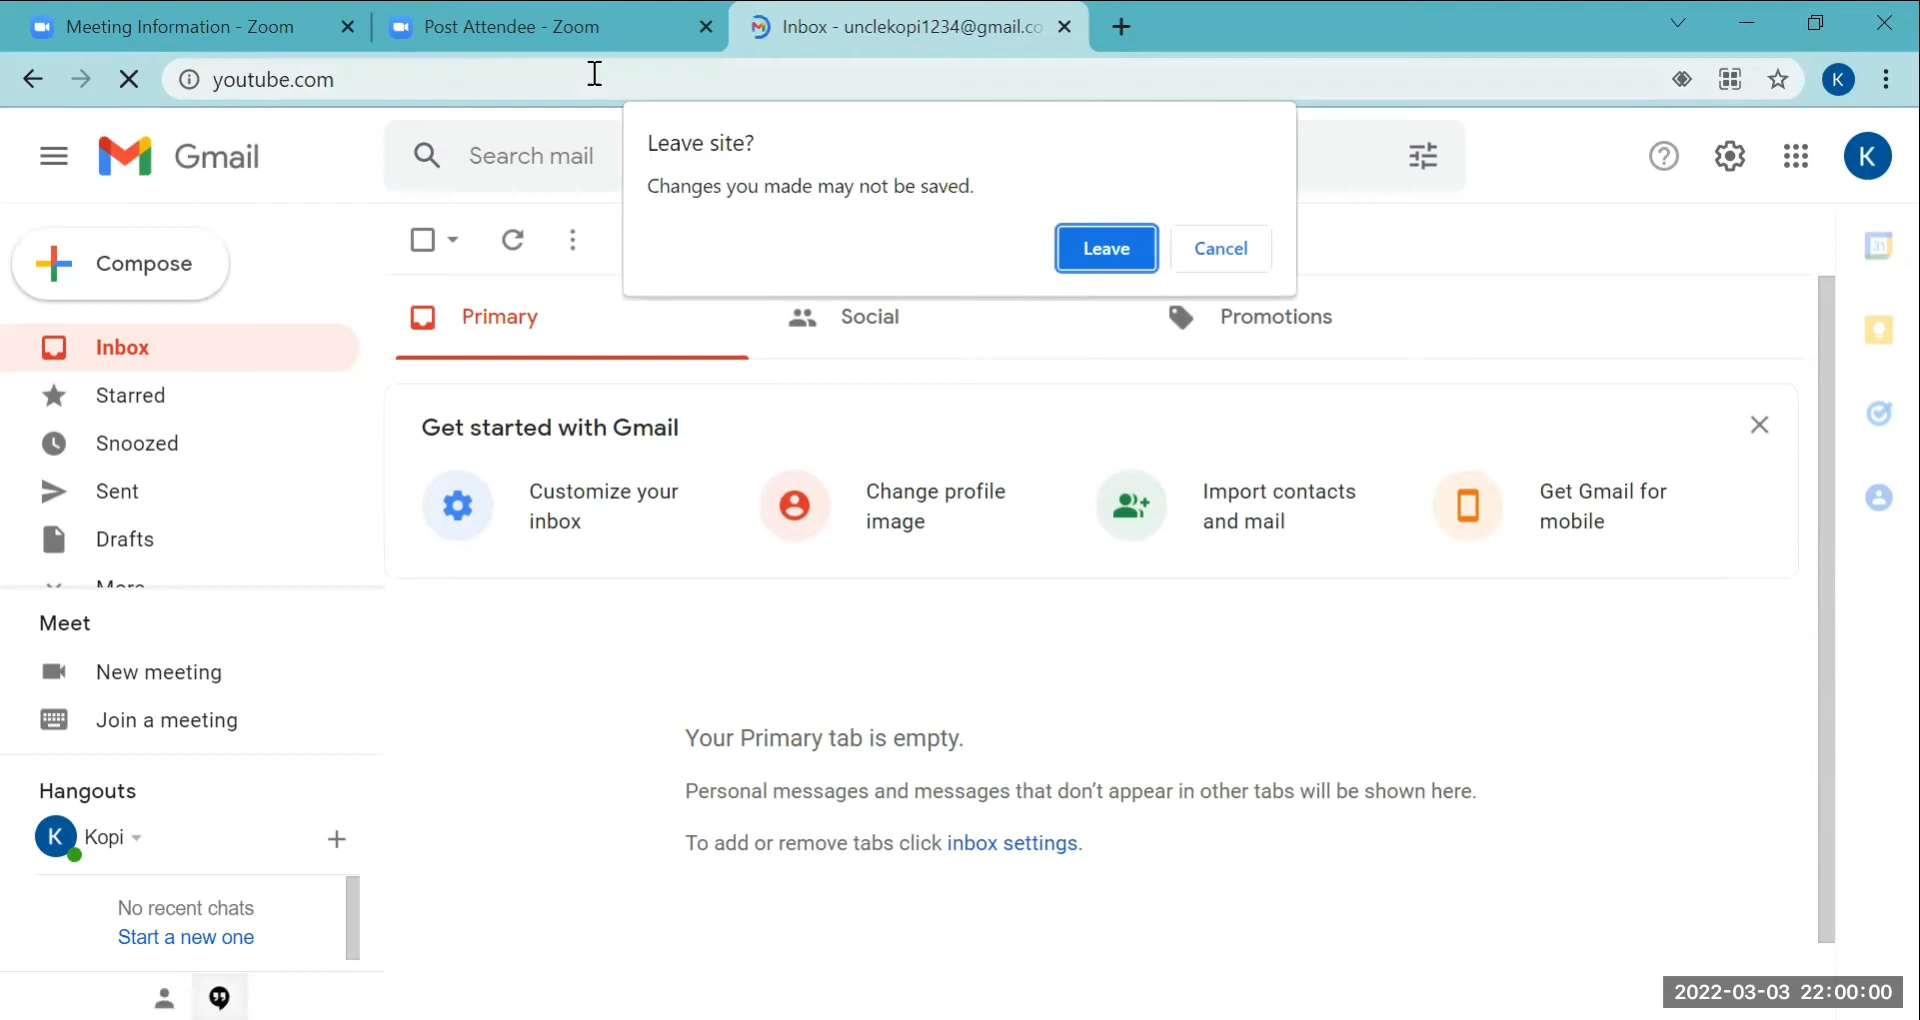 Meeting Information - Zoom
Post Attendee - Zoom
Inbox - unclekopi1234@gmail.co
youtube.com
K
Gmail
Search mail
Leave site?
Changes you made may not be saved.
Leave
Cancel
K
Compose
Primary
Social
Promotions
31
Inbox
Starred
Snoozed
Sent
Drafts
More
Get started with Gmail
Customize your
inbox
Change profile
image
Import contacts
and mail
Get Gmail for
mobile
Meet
New meeting
Join a meeting
Your Primary tab is empty.
Personal messages and messages that don't appear in other tabs will be shown here.
To add or remove tabs click inbox settings.
Hangouts
K
Kopi
No recent chats
Start a new one
2022-03-03 22:00:00